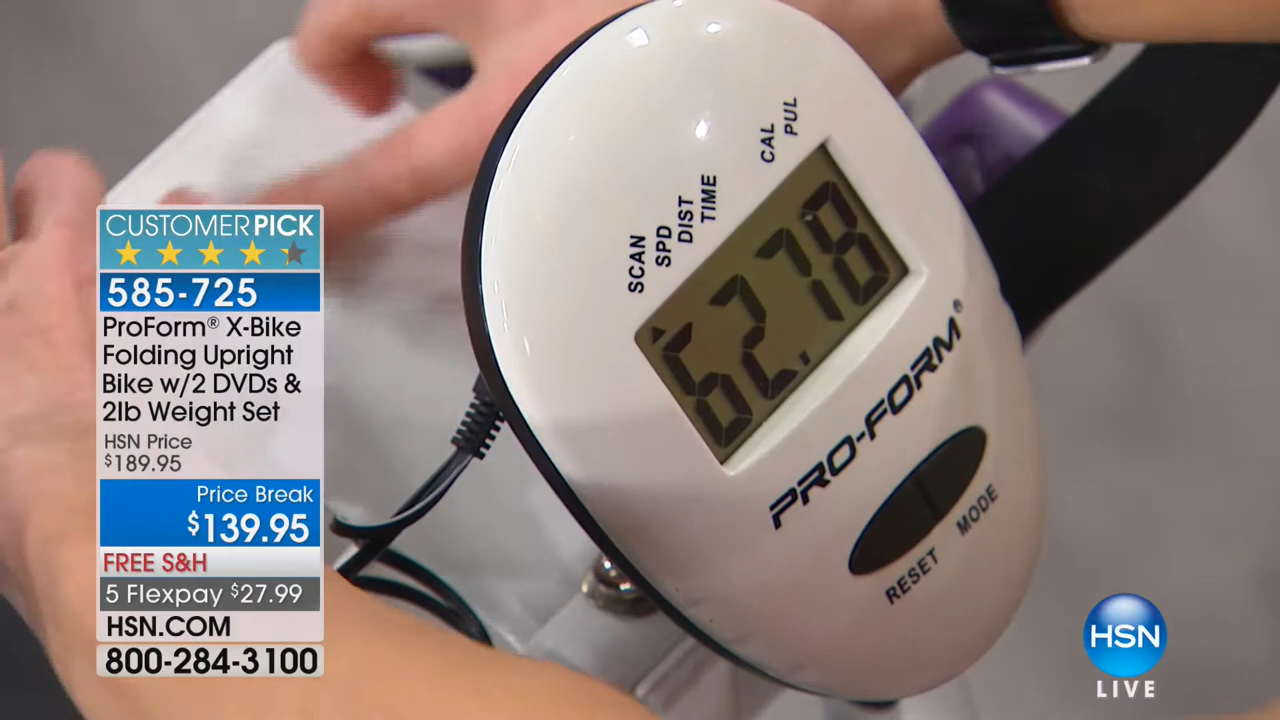 CUSTOMER PICK
585-725
ProForm® X-Bike
Folding Upright
Bike w/2 DVDs &
2lb Weight Set
HSN Price
$189.95
Price Break
$139.95
FREE S&H
5 Flexpay $27.99
HSN.COM
800-284-3100
SCAN
SPD
DIST
TIME
CAL
PUL
62.78
PRO-FORM®
RESET
MODE
HSN
LIVE